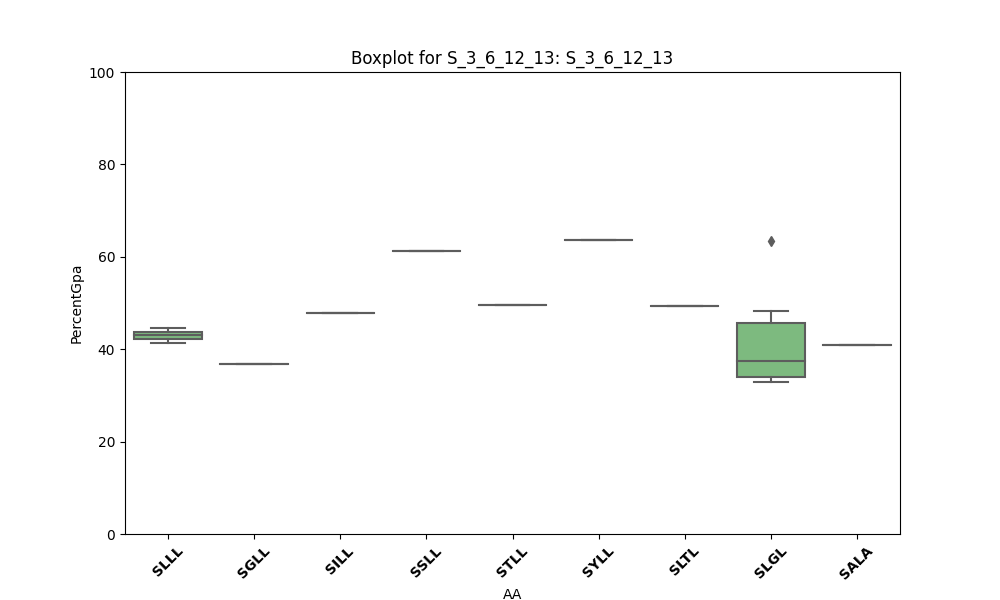 Boxplot for S_3_6_12_13: S_3_6_12_13
100
80
60
40
20
0
PercentGpa
SLLL
SGLL
SILL
SSLL
STLL
SYLL
SLTL
SLGL
SALA
AA